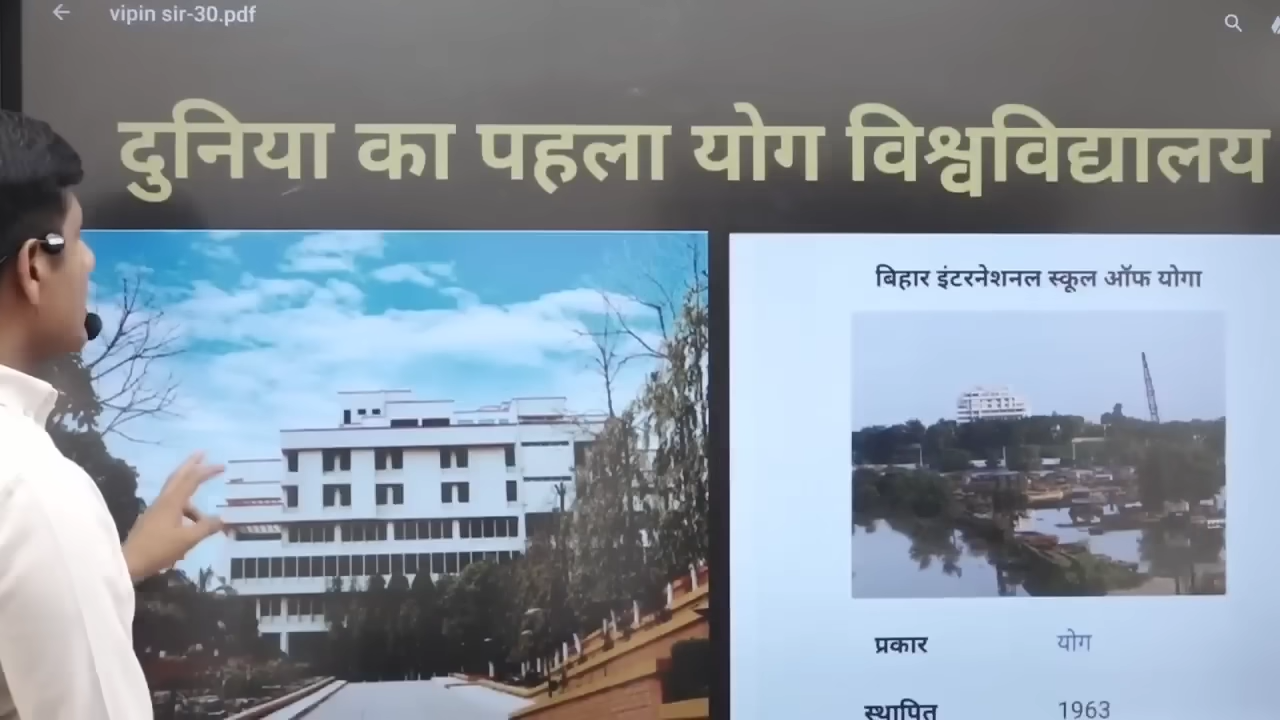 vipin sir-30.pdf
दुनिया का पहला योग विश्वविद्यालय
बिहार इंटरनेशनल स्कूल ऑफ योगा
प्रकार योग
स्थापित 1963